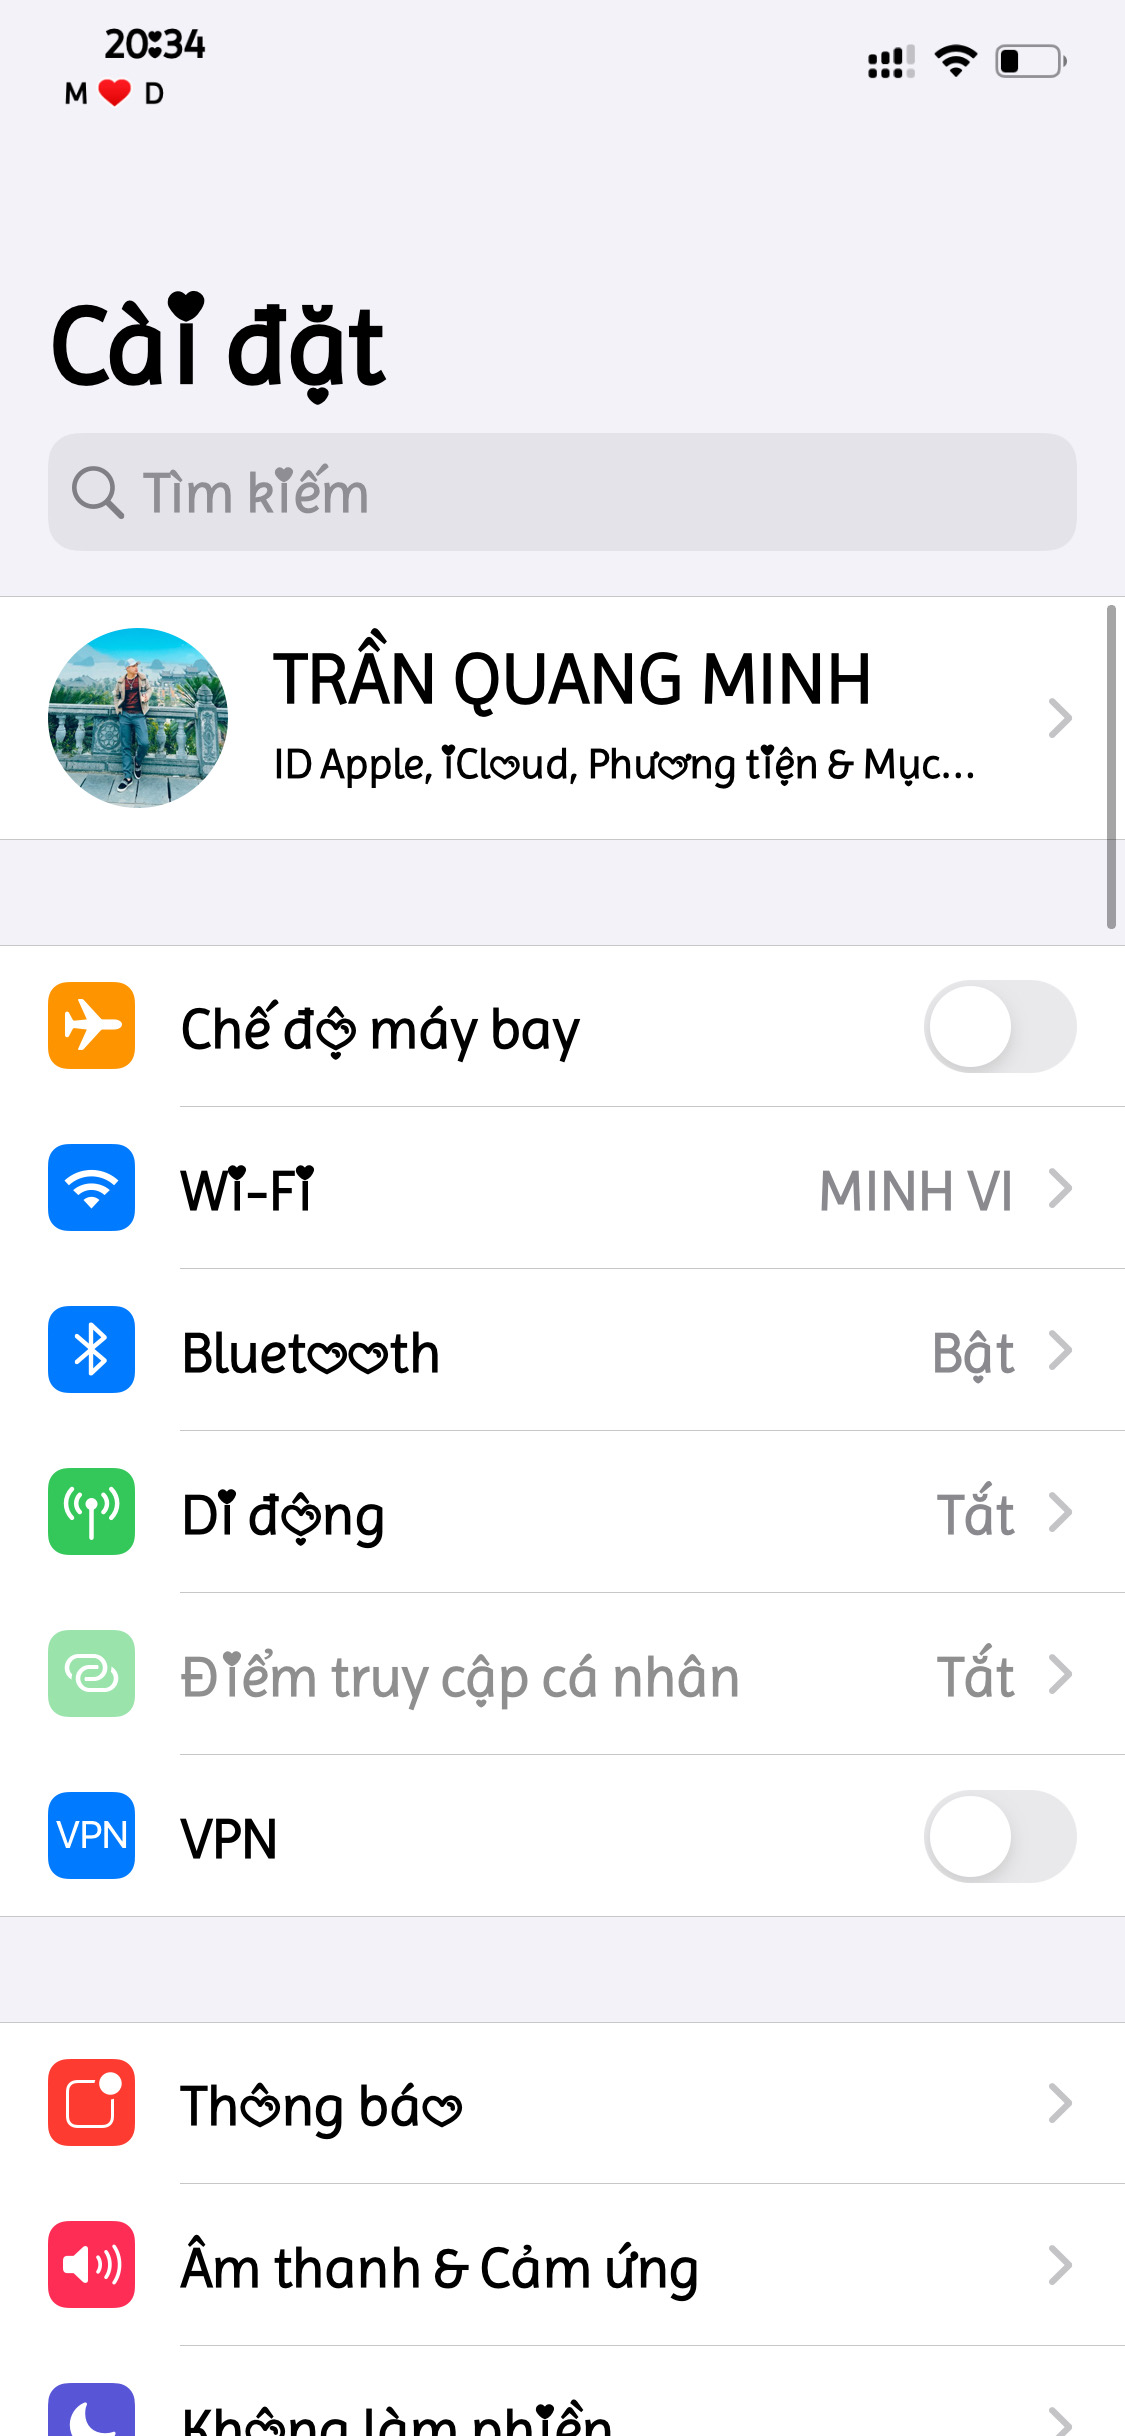 20:34
M ❤️ D
Cài đặt
Tìm kiếm
TRẦN QUANG MINH
ID Apple, iCloud, Phương tiện & Mục...
Chế độ máy bay
Wi-Fi MINH VI
Bluetooth Bật
Di động Tắt
Điểm truy cập cá nhân Tắt
VPN VPN
Thông báo
Âm thanh & Cảm ứng
Không làm phiền